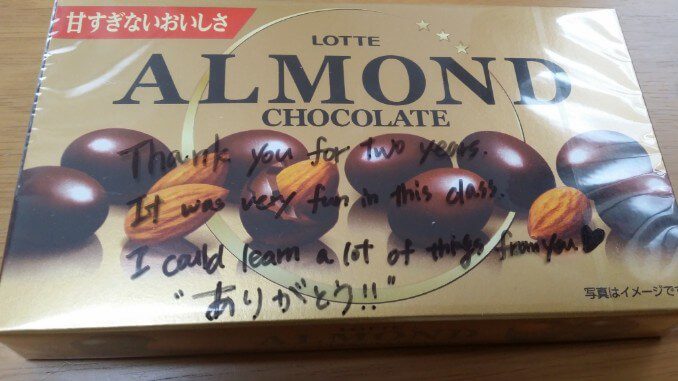 甘すぎないおいしさ
LOTTE
ALMOND
CHOCOLATE
Thank you for two years.
It was very fun in this class.
I could learn a lot of things from you ♥
"ありがとう!!"
写真はイメージです